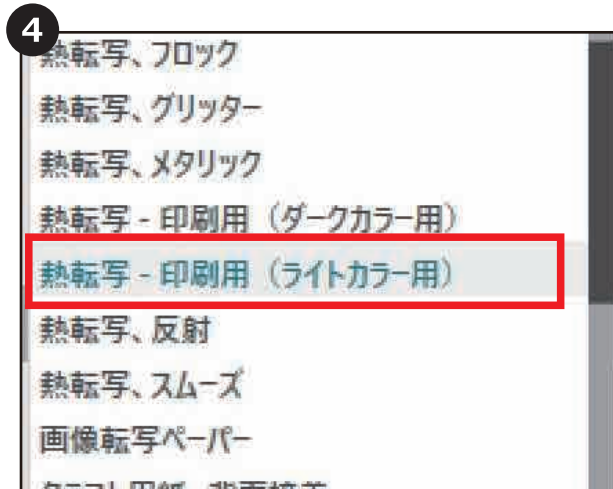 4
熱転写、フロック
熱転写、グリッター
熱転写、メタリック
熱転写 - 印刷用（ダークカラー用）
熱転写 - 印刷用（ライトカラー用）
熱転写、反射
熱転写、スムーズ
画像転写ペーパー